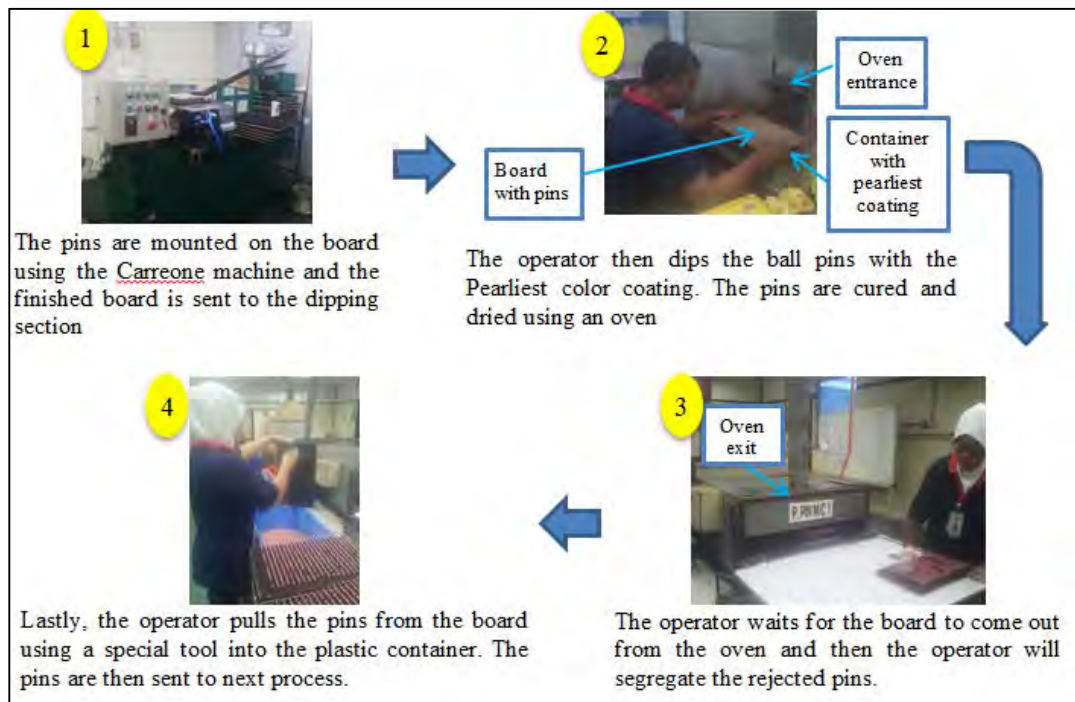 1
The pins are mounted on the board
using the Carreone machine and the
finished board is sent to the dipping
section
2
Oven
entrance
Board
with pins
Container
with
pearliest
coating
The operator then dips the ball pins with the
Pearliest color coating. The pins are cured and
dried using an oven
3
Oven
exit
P.PIN M/C 1
The operator waits for the board to come out
from the oven and then the operator will
segregate the rejected pins.
4
Lastly, the operator pulls the pins from the board
using a special tool into the plastic container. The
pins are then sent to next process.